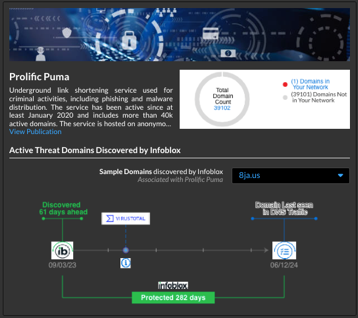 Prolific Puma
Underground link shortening service used for
criminal activities, including phishing and malware
distribution. The service has been active since at
least January 2020 and includes more than 40k
active domains. The service is hosted on anonymo...
View Publication
Total
Domain
Count
39102
(1) Domains In
Your Network
(39101) Domains Not
in Your Network
Active Threat Domains Discovered by Infoblox
Sample Domains discovered by Infoblox
Associated with Prolific Puma
8ja.us
Discovered
61 days ahead
VIRUSTOTAL
Domain Last seen
in DNS Traffic
ib
09/03/23
06/12/24
infoblox
Protected 282 days